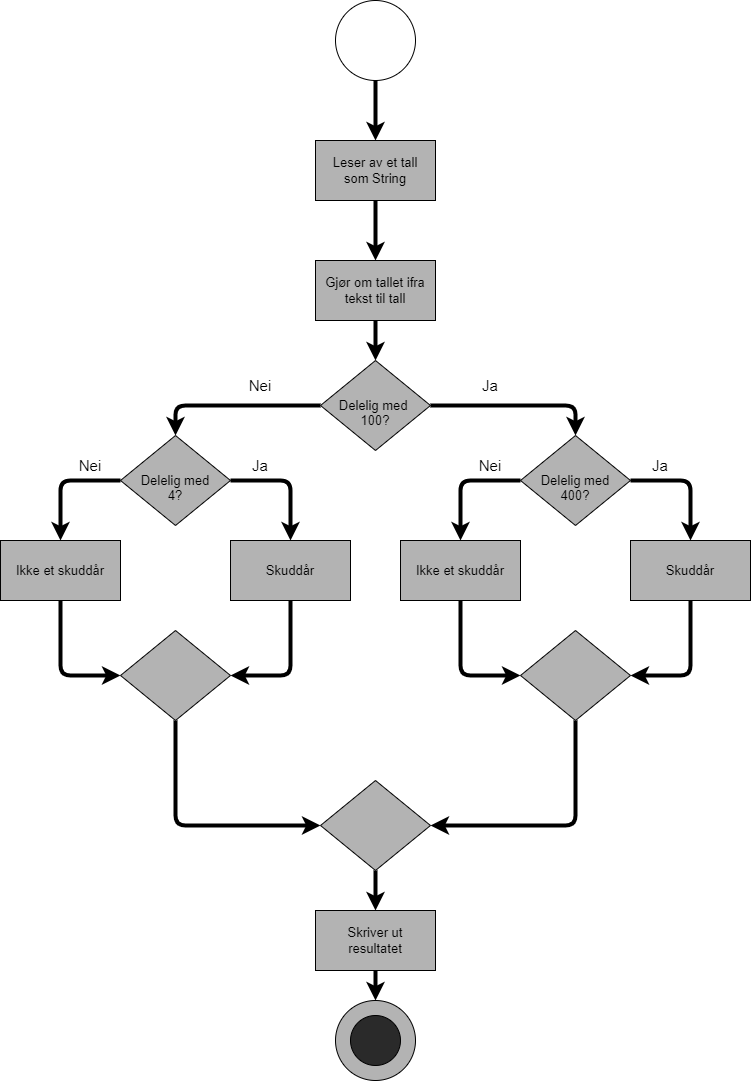 Leser av et tall
som String
Gjør om tallet ifra
tekst til tall
Nei
Ja
Delelig med
100?
Nei
Ja
Nei
Ja
Delelig med
4?
Delelig med
400?
Ikke et skuddår
Skuddår
Ikke et skuddår
Skuddår
Skriver ut
resultatet